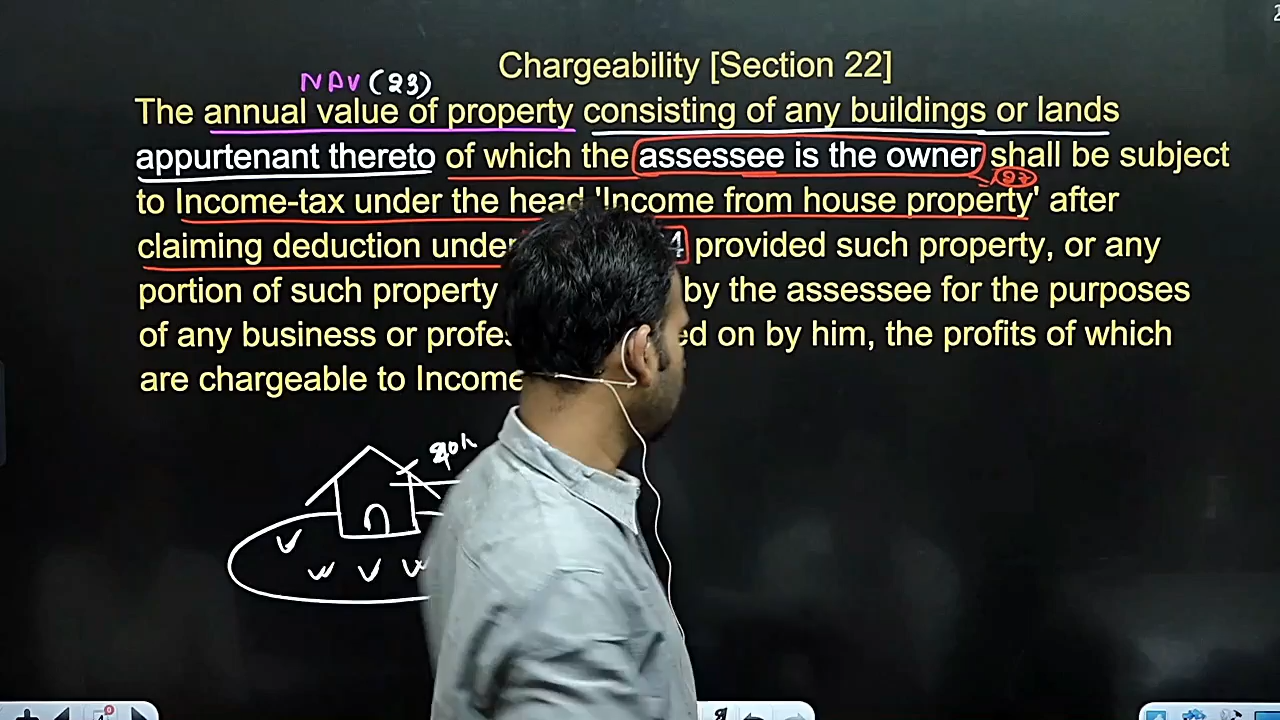 Chargeability [Section 22]
NAV (23)
The annual value of property consisting of any buildings or lands
appurtenant thereto of which the assessee is the owner shall be subject
to Income-tax under the head 'Income from house property' after
claiming deduction under 4 provided such property, or any
portion of such property by the assessee for the purposes
of any business or on by him, the profits of which
are chargeable to Income